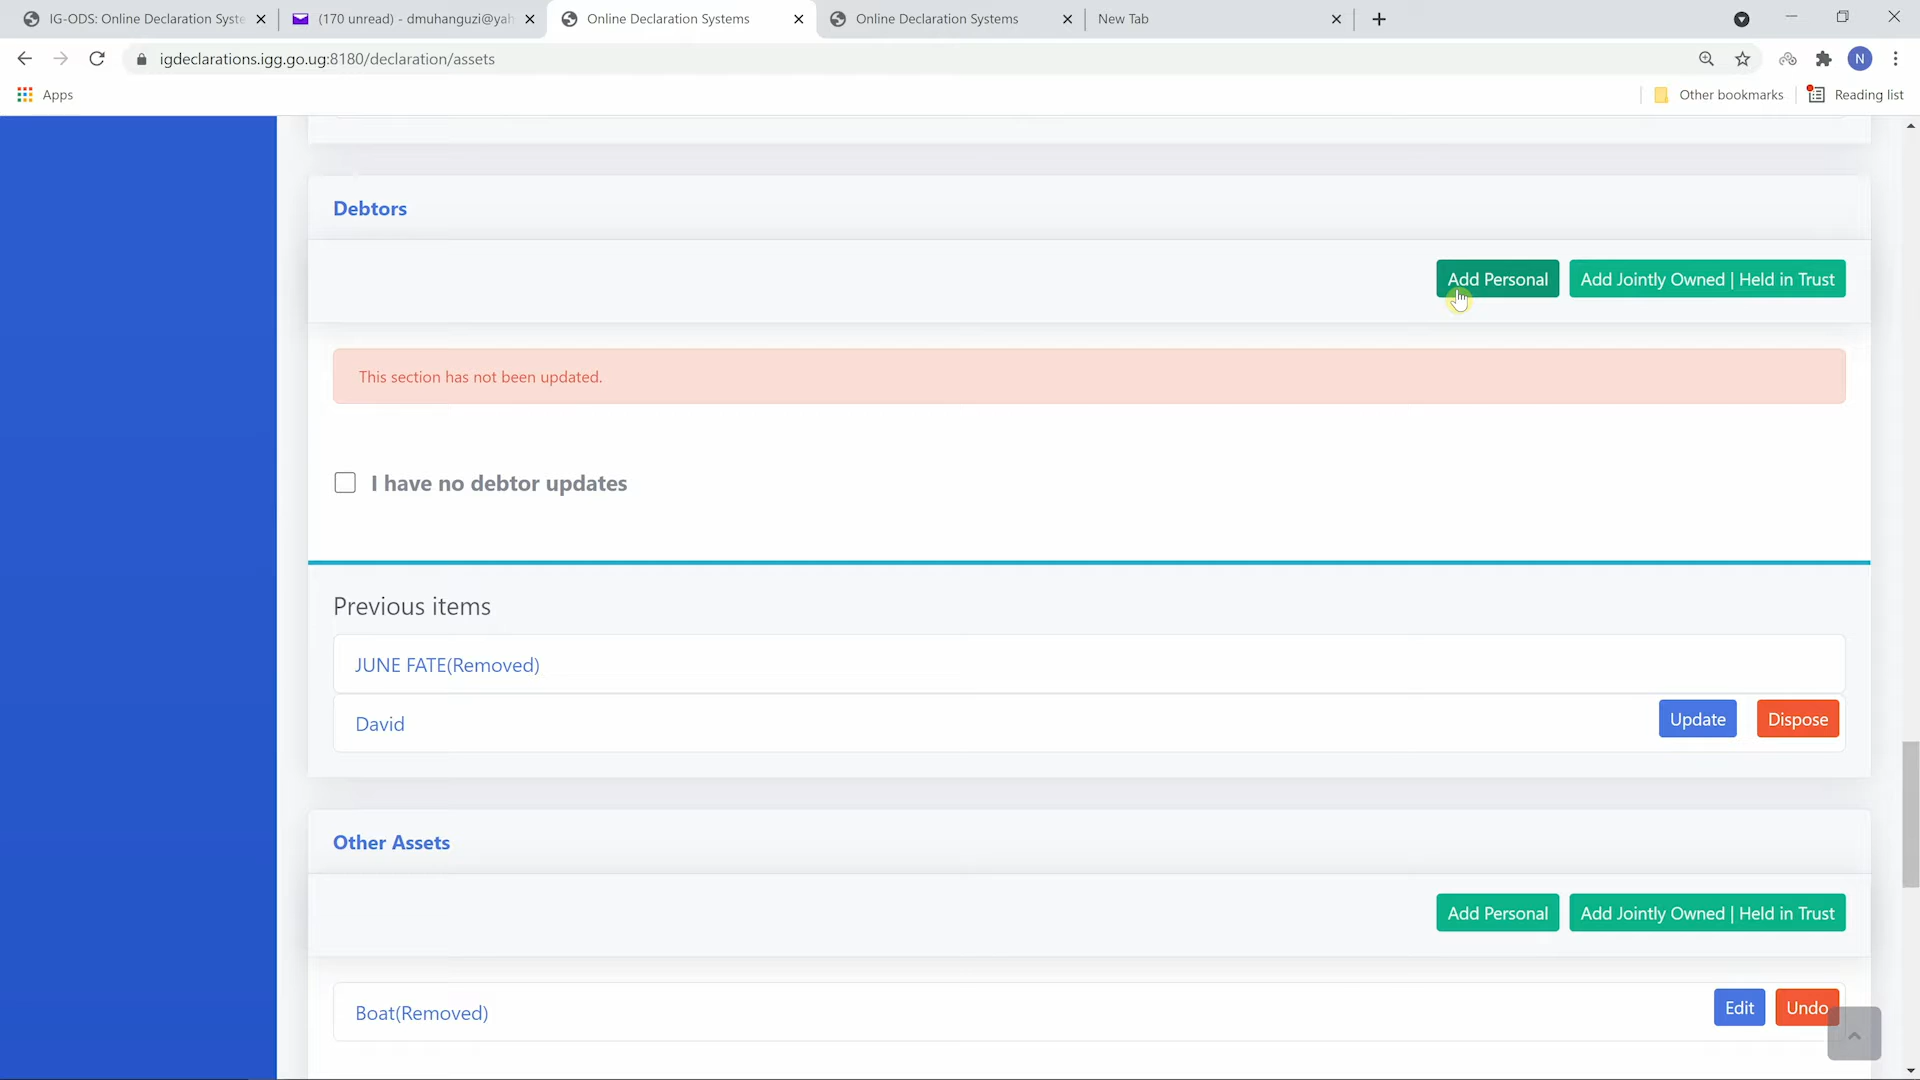 IG-ODS: Online Declaration Syste
(170 unread) - dmuhanguzi@yah
Online Declaration Systems
Online Declaration Systems
New Tab
igdeclarations.igg.go.ug:8180/declaration/assets
N
Apps
Other bookmarks
Reading list
Debtors
Add Personal
Add Jointly Owned | Held in Trust
This section has not been updated.
I have no debtor updates
Previous items
JUNE FATE(Removed)
David
Update
Dispose
Other Assets
Add Personal
Add Jointly Owned | Held in Trust
Boat(Removed)
Edit
Undo